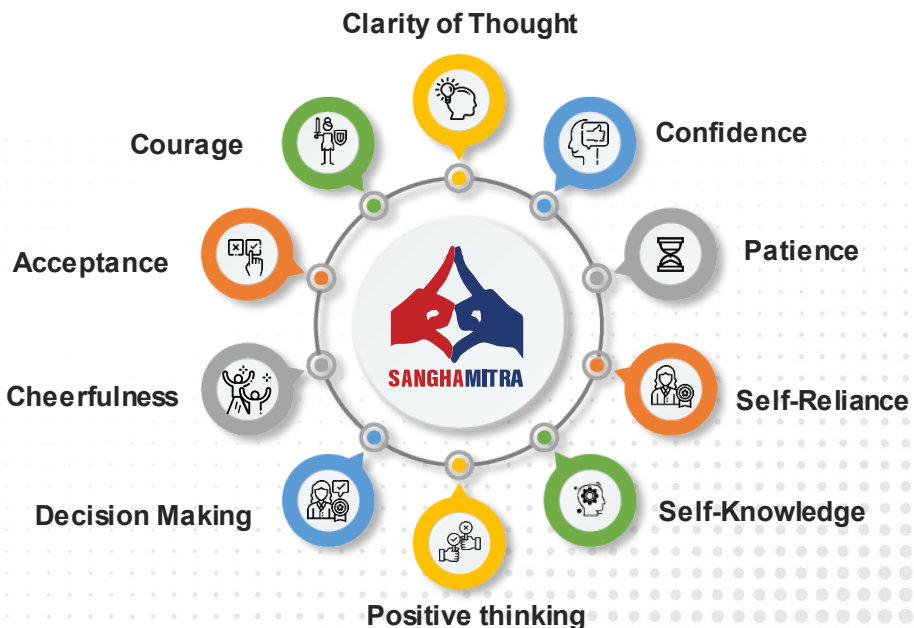 Clarity of Thought
Courage
Confidence
Acceptance
Patience
SANGHAMITRA
Cheerfulness
Self-Reliance
Decision Making
Self-Knowledge
Positive thinking